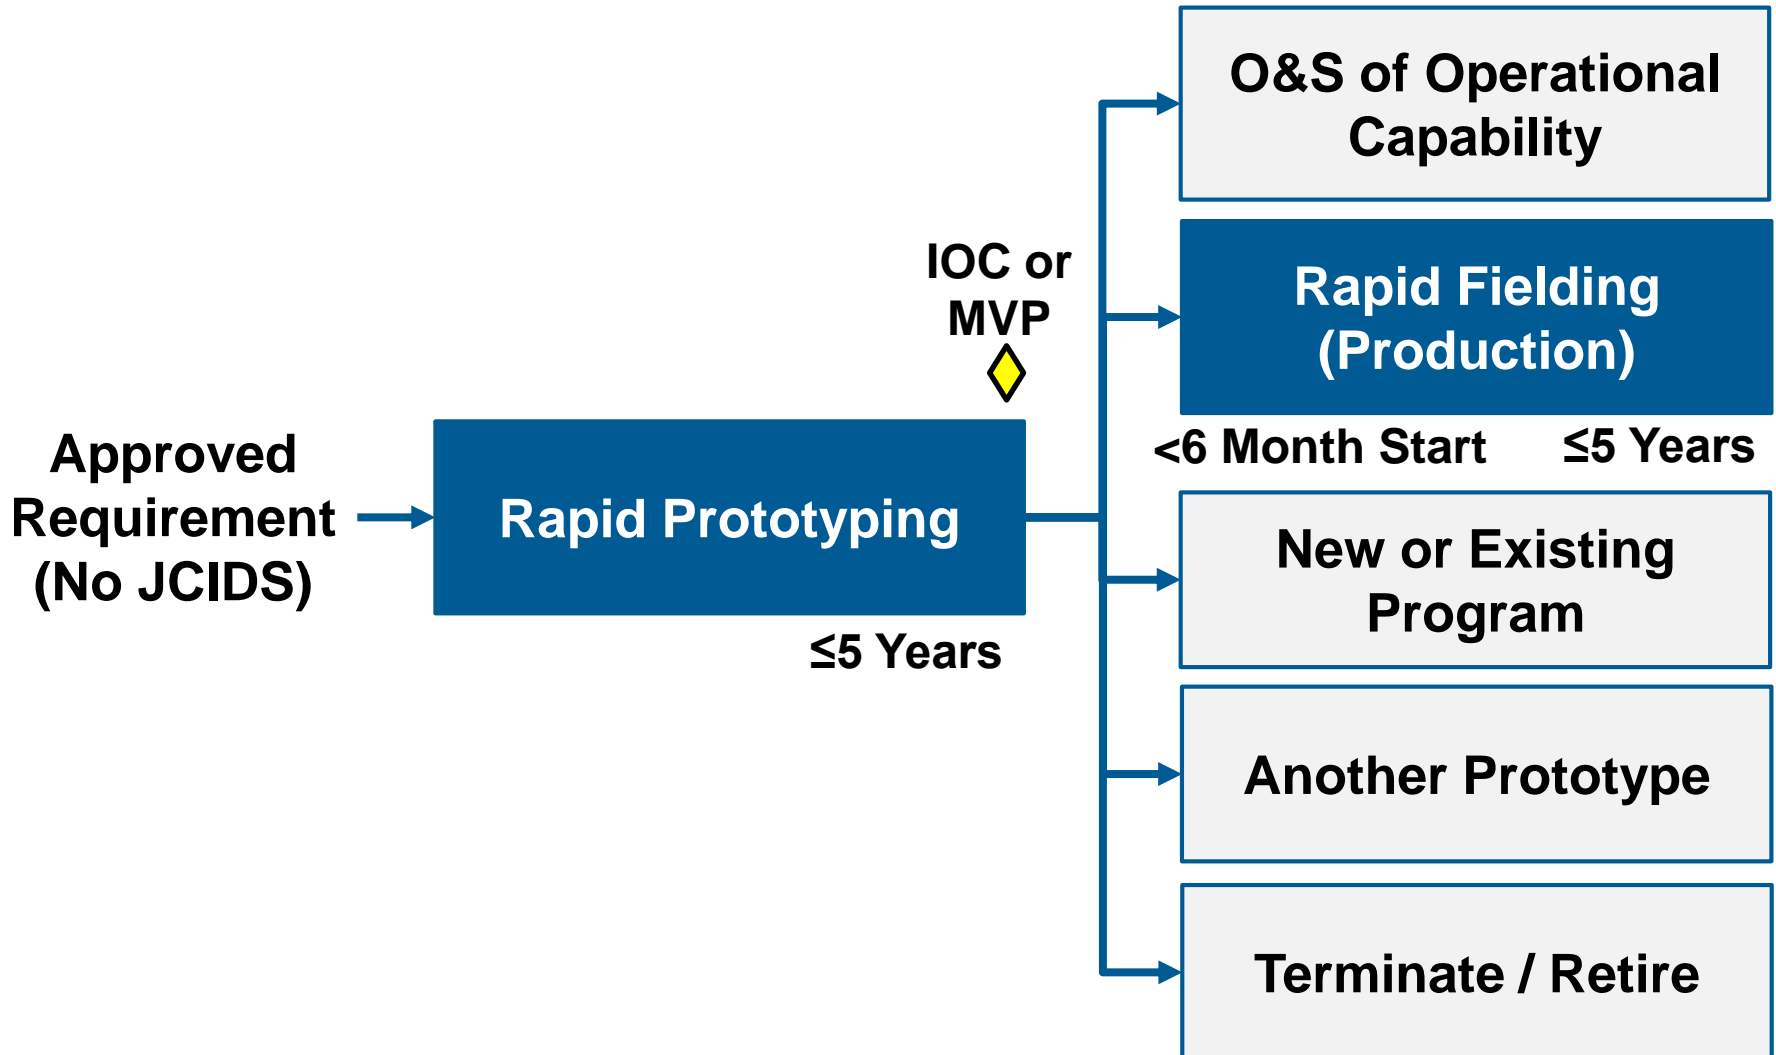 Approved
Requirement
(No JCIDS)
Rapid Prototyping
≤5 Years
IOC or
MVP
O&S of Operational
Capability
Rapid Fielding
(Production)
<6 Month Start ≤5 Years
New or Existing
Program
Another Prototype
Terminate / Retire